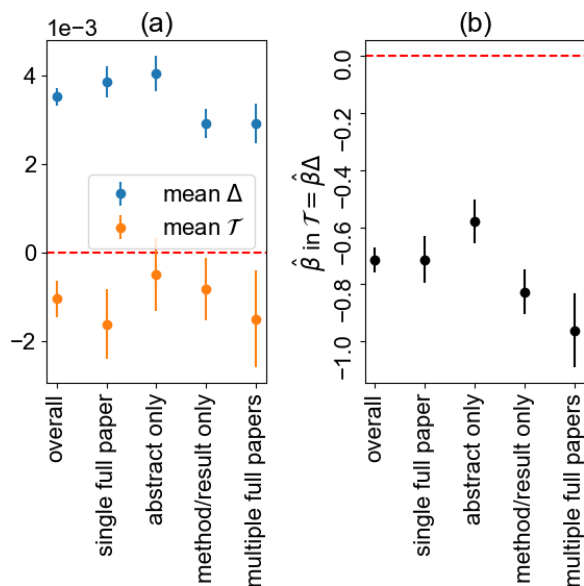 1e−3
(a)
4
2
0
−2
mean Δ
mean 𝒯
overall
single full paper
abstract only
method/result only
multiple full papers
(b)
β̂ in 𝒯 = β̂Δ
0.0
−0.2
−0.4
−0.6
−0.8
−1.0
overall
single full paper
abstract only
method/result only
multiple full papers